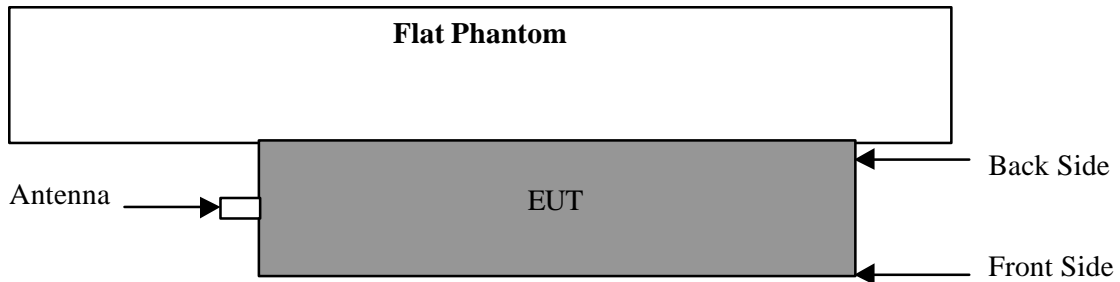 Flat Phantom
Back Side
Antenna
EUT
Front Side